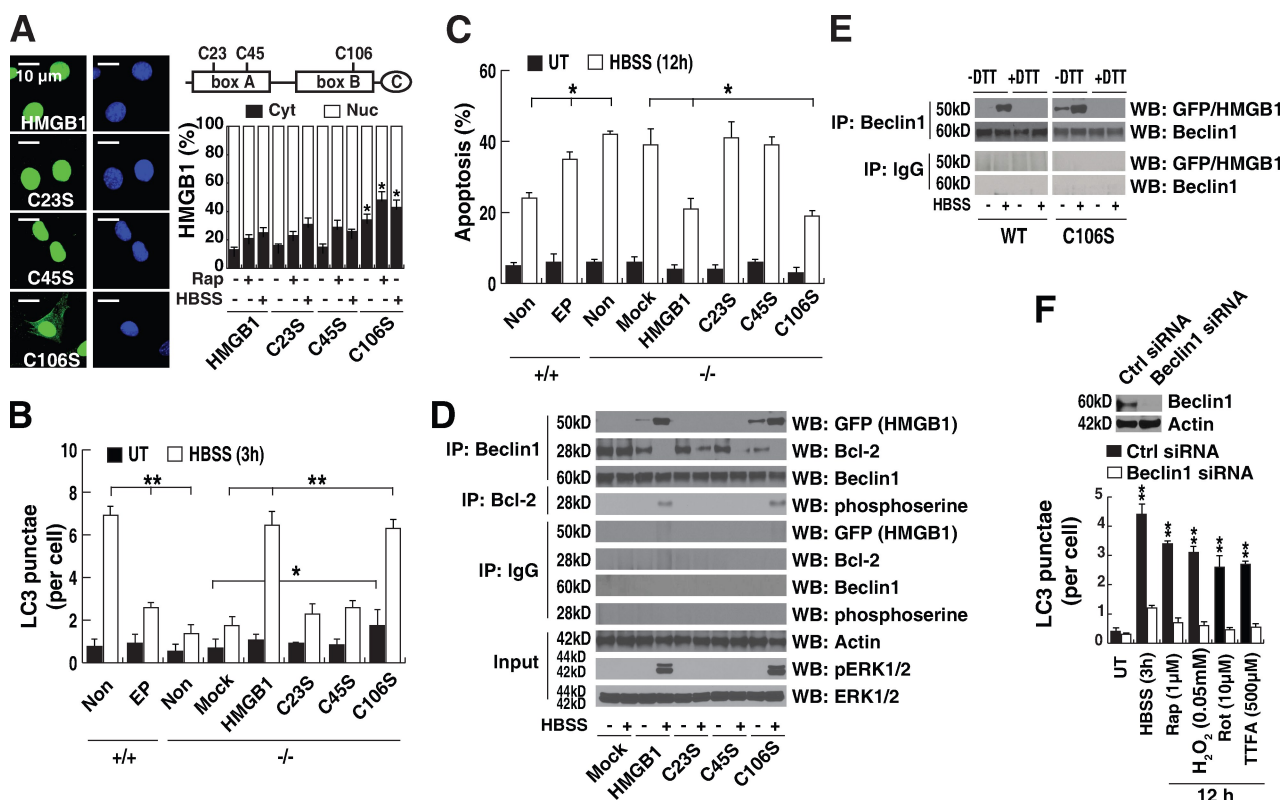 A
C23 C45 C106
box A box B C
10 µm
HMGB1
C23S
C45S
C106S
Cyt Nuc
HMGB1 (%)
100
80
60
40
20
0
Rap - + - - + - - + - - + -
HBSS - - + - - + - - + - - +
HMGB1 C23S C45S C106S
* * *
B
UT HBSS (3h)
LC3 punctae
(per cell)
10
8
6
4
2
0
** **
*
Non EP Non Mock HMGB1 C23S C45S C106S
+/+ -/-
C
UT HBSS (12h)
Apoptosis (%)
60
40
20
0
* *
Non EP Non Mock HMGB1 C23S C45S C106S
+/+ -/-
D
IP: Beclin1
50kD WB: GFP (HMGB1)
28kD WB: Bcl-2
60kD WB: Beclin1
IP: Bcl-2
28kD WB: phosphoserine
IP: IgG
50kD WB: GFP (HMGB1)
28kD WB: Bcl-2
60kD WB: Beclin1
28kD WB: phosphoserine
Input
42kD WB: Actin
44kD
42kD WB: pERK1/2
44kD
42kD WB: ERK1/2
HBSS - + - + - + - + - +
Mock HMGB1 C23S C45S C106S
E
-DTT +DTT -DTT +DTT
IP: Beclin1
50kD WB: GFP/HMGB1
60kD WB: Beclin1
IP: IgG
50kD WB: GFP/HMGB1
60kD WB: Beclin1
HBSS - + - + - + - +
WT C106S
F
Ctrl siRNA Beclin1 siRNA
60kD Beclin1
42kD Actin
Ctrl siRNA
Beclin1 siRNA
LC3 punctae
(per cell)
5
4
3
2
1
0
** ** ** ** **
UT HBSS (3h) Rap (1µM) H2O2 (0.05mM) Rot (10µM) TTFA (500µM)
12 h